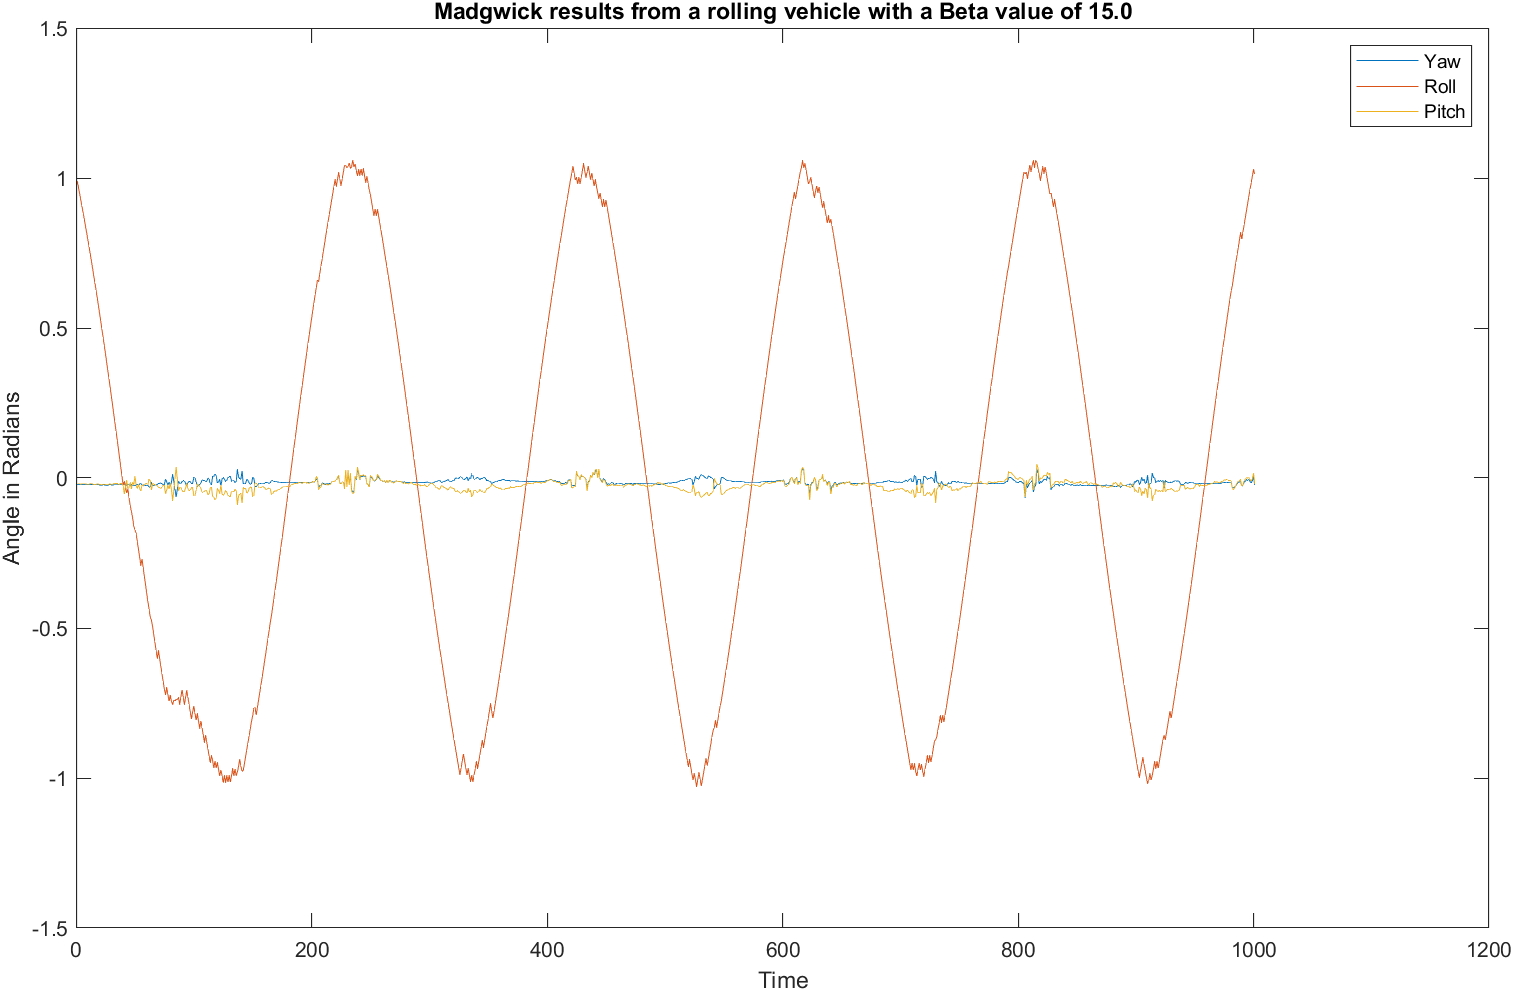 Madgwick results from a rolling vehicle with a Beta value of 15.0
1.5
1
0.5
0
-0.5
-1
-1.5
Angle in Radians
Yaw
Roll
Pitch
0 200 400 600 800 1000 1200
Time